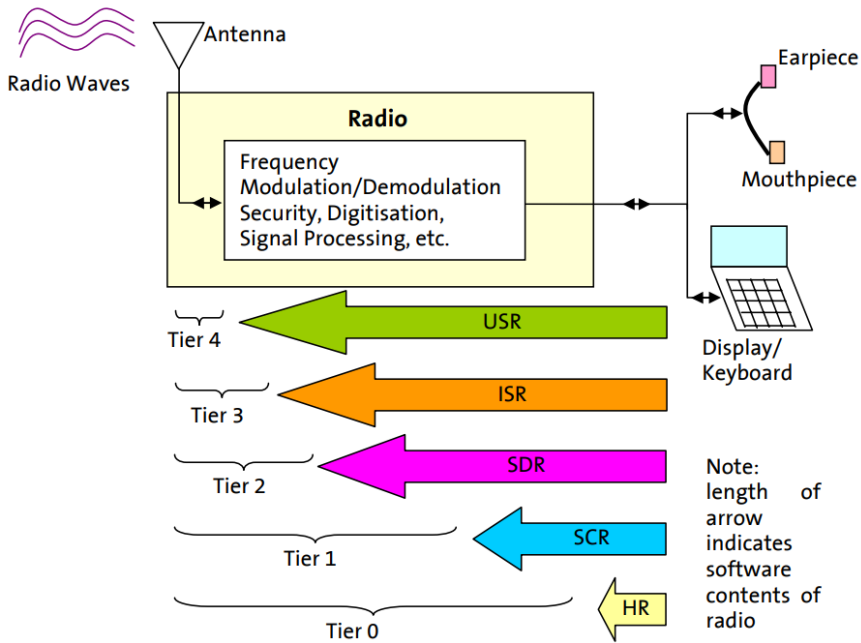 Radio Waves
Antenna
Radio
Frequency
Modulation/Demodulation
Security, Digitisation,
Signal Processing, etc.
Earpiece
Mouthpiece
Display/
Keyboard
Tier 4
USR
Tier 3
ISR
Tier 2
SDR
Tier 1
SCR
Tier 0
HR
Note:
length of
arrow
indicates
software
contents of
radio